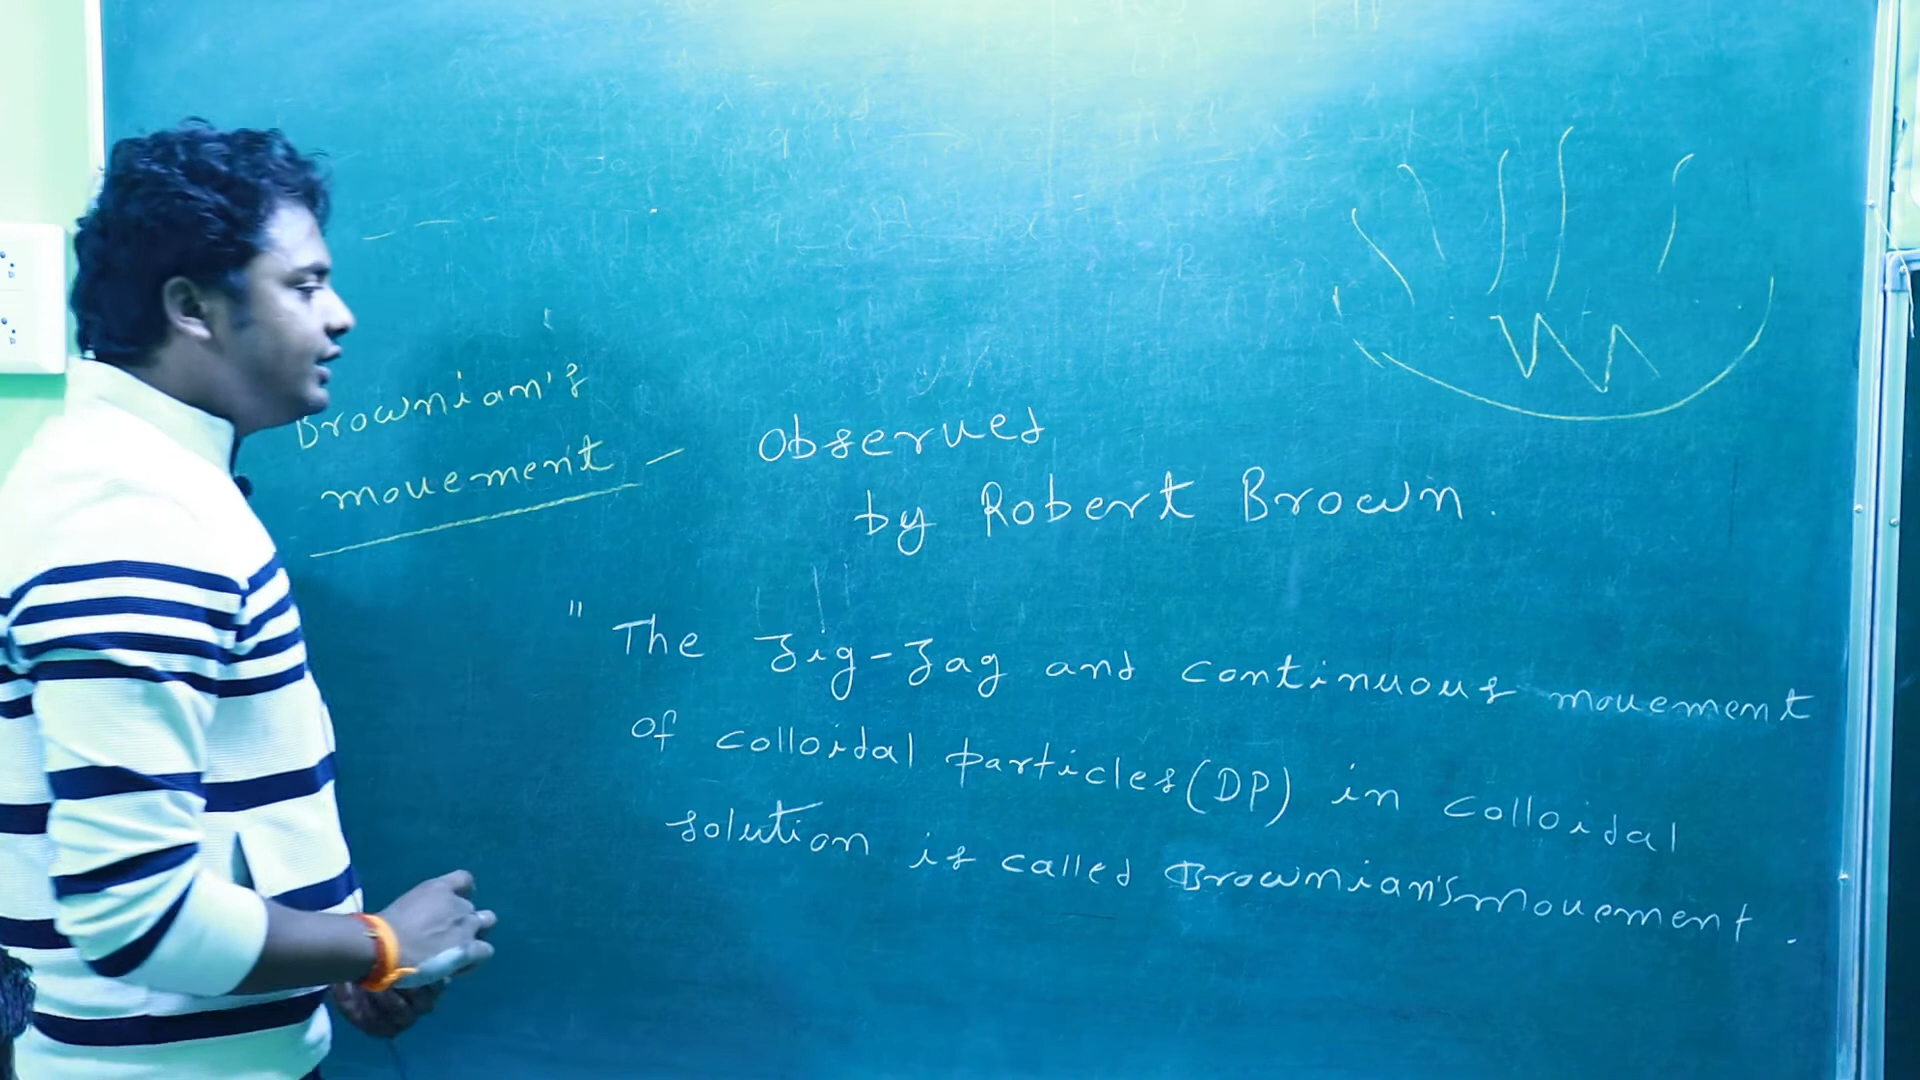 Brownian's
movement -
Observed
by Robert Brown.
" The Zig-Zag and continuous movement
of colloidal particles (DP) in colloidal
solution is called Brownian's movement.